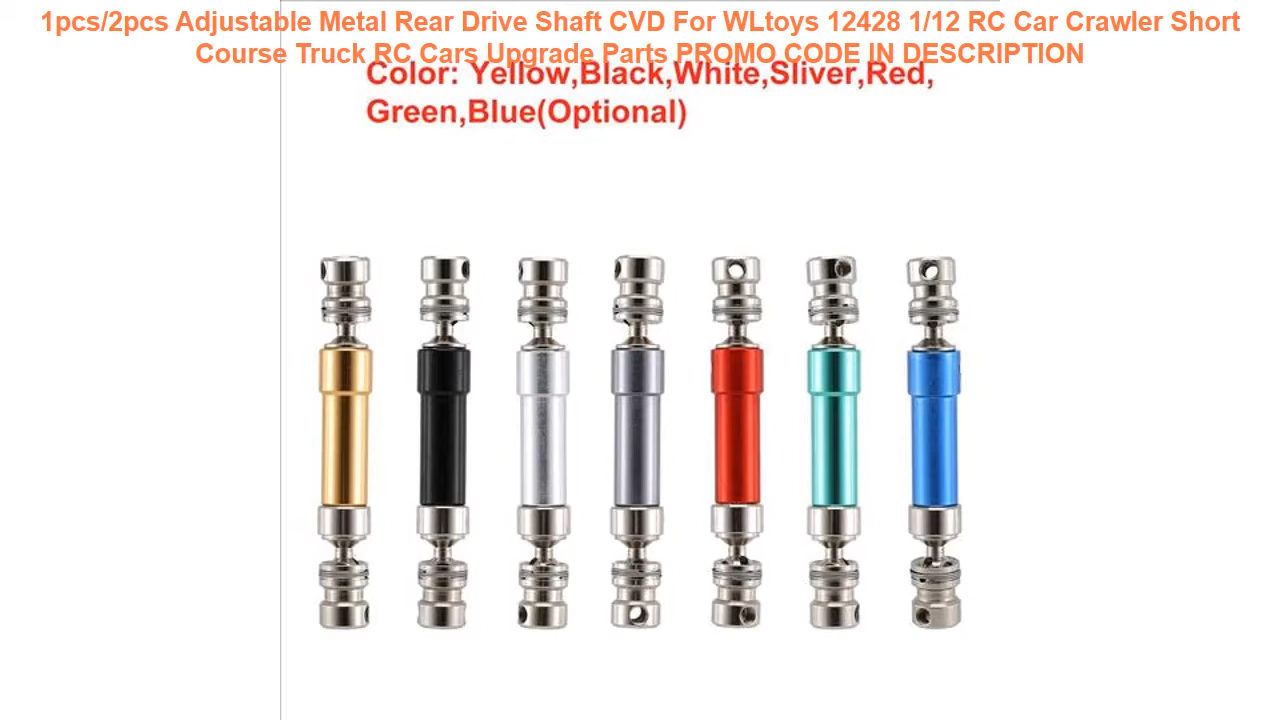 1pcs/2pcs Adjustable Metal Rear Drive Shaft CVD For WLtoys 12428 1/12 RC Car Crawler Short
Course Truck RC Cars Upgrade Parts PROMO CODE IN DESCRIPTION
Color: Yellow,Black,White,Sliver,Red,
Green,Blue(Optional)